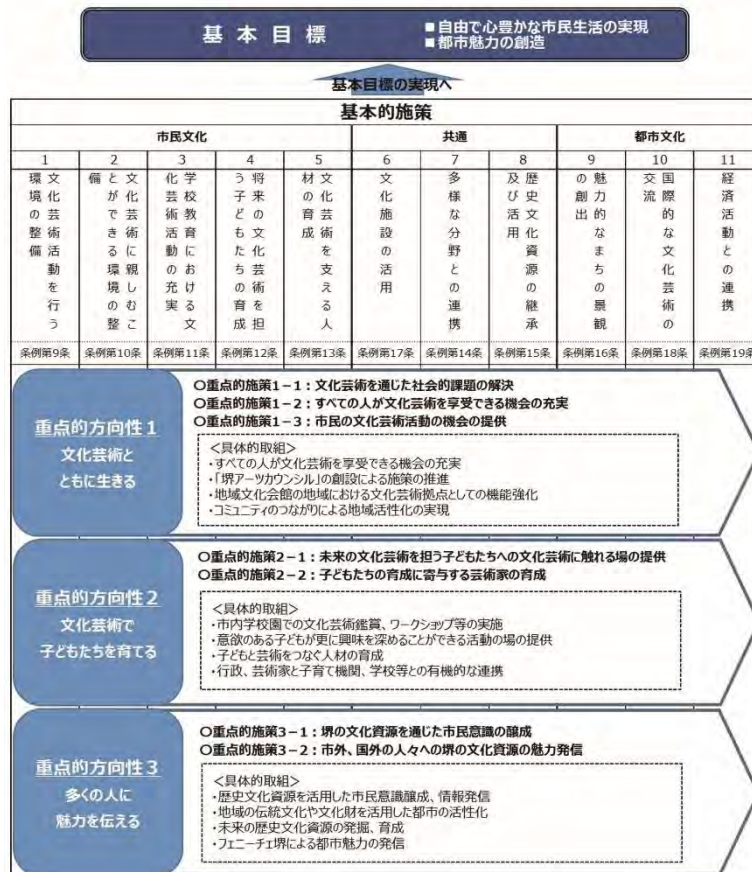 基本目標
■自由で心豊かな市民生活の実現
■都市魅力の創造
基本目標の実現へ
基本的施策
市民文化
共通
都市文化
1
文化芸術活動を行う
環境の整備
条例第9条
2
文化芸術に親しむこ
とができる環境の整
備
条例第10条
3
学校教育における文
化芸術活動の充実
条例第11条
4
将来の文化芸術を担
う子どもたちの育成
条例第12条
5
文化芸術を支える人
材の育成
条例第13条
6
文化施設の活用
条例第17条
7
多様な分野との連携
条例第14条
8
歴史文化資源の継承
及び活用
条例第15条
9
魅力的なまちの景観
の創出
条例第16条
10
国際的な文化芸術の
交流
条例第18条
11
経済活動との連携
条例第19条
重点的方向性1
文化芸術と
ともに生きる
○重点的施策1-1:文化芸術を通じた社会的課題の解決
○重点的施策1-2:すべての人が文化芸術を享受できる機会の充実
○重点的施策1-3:市民の文化芸術活動の機会の提供
<具体的取組>
・すべての人が文化芸術を享受できる機会の充実
・「堺アーツカウンシル」の創設による施策の推進
・地域文化会館の地域における文化芸術拠点としての機能強化
・コミュニティのつながりによる地域活性化の実現
重点的方向性2
文化芸術で
子どもたちを育てる
○重点的施策2-1:未来の文化芸術を担う子どもたちへの文化芸術に触れる場の提供
○重点的施策2-2:子どもたちの育成に寄与する芸術家の育成
<具体的取組>
・市内学校園での文化芸術鑑賞、ワークショップ等の実施
・意欲のある子どもが更に興味を深めることができる活動の場の提供
・子どもと芸術をつなぐ人材の育成
・行政、芸術家と子育て機関、学校等との有機的な連携
重点的方向性3
多くの人に
魅力を伝える
○重点的施策3-1:堺の文化資源を通じた市民意識の醸成
○重点的施策3-2:市外、国外の人々への堺の文化資源の魅力発信
<具体的取組>
・歴史文化資源を活用した市民意識醸成、情報発信
・地域の伝統文化や文化財を活用した都市の活性化
・未来の歴史文化資源の発掘、育成
・フェニーチェ堺による都市魅力の発信